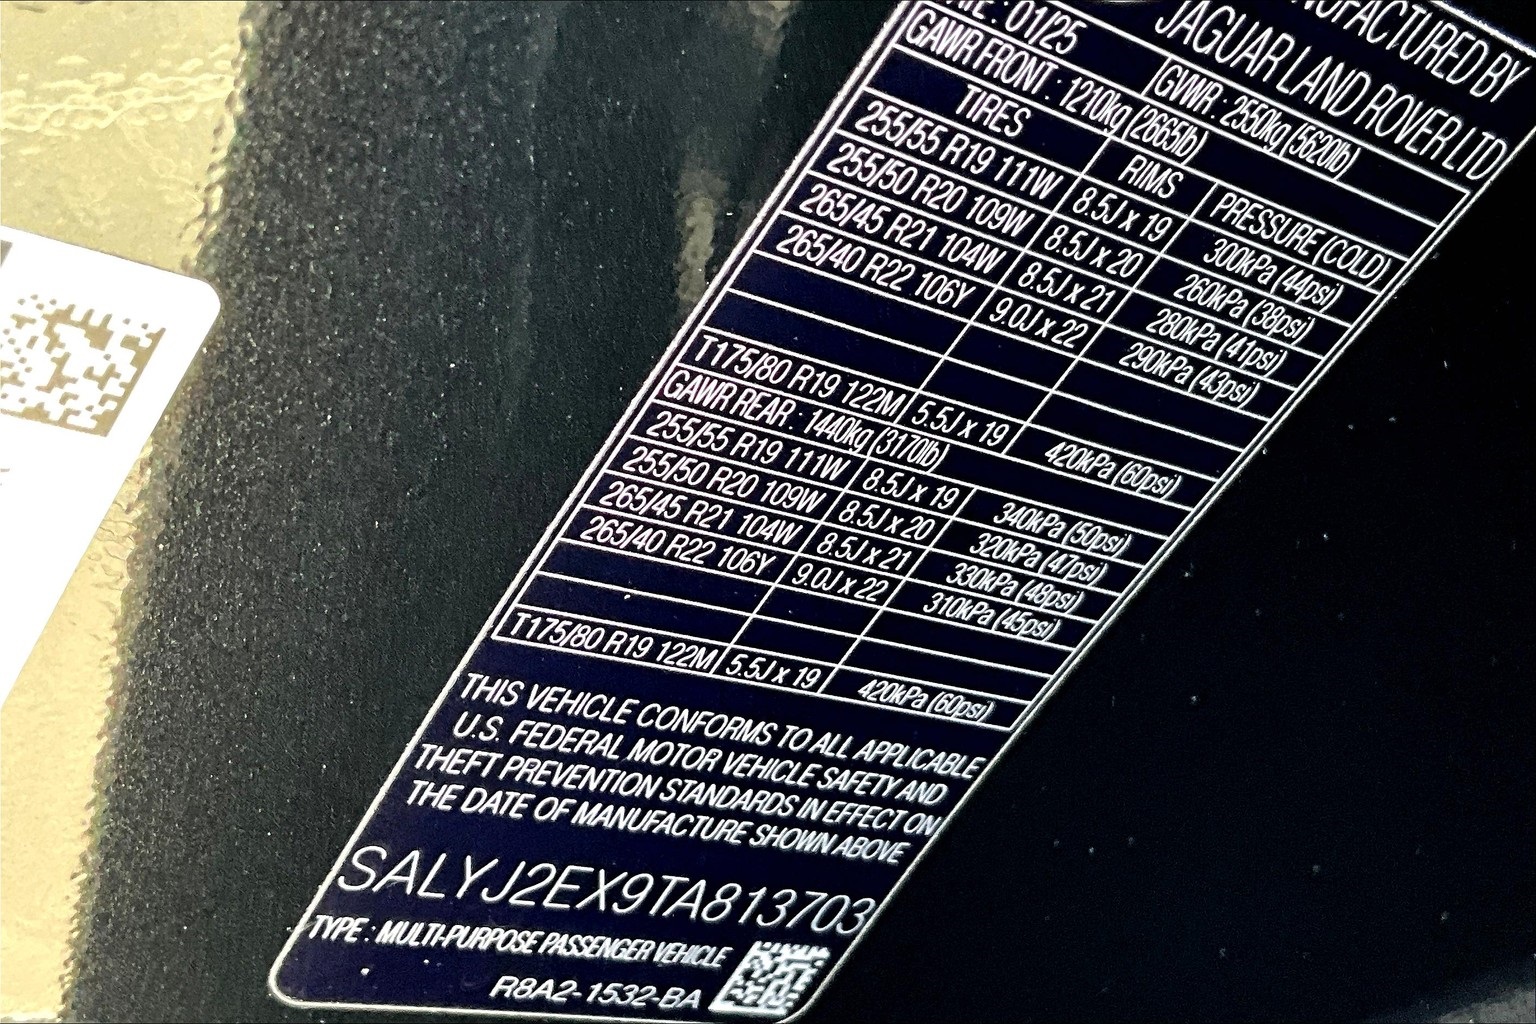 MANUFACTURED BY
JAGUAR LAND ROVER LTD
: 01/25 GVWR : 2550kg (5620lb)
GAWR FRONT : 1210kg (2665lb)
TIRES RIMS PRESSURE (COLD)
255/55 R19 111W 8.5J x 19 300kPa (44psi)
255/50 R20 109W 8.5J x 20 260kPa (38psi)
265/45 R21 104W 8.5J x 21 280kPa (41psi)
265/40 R22 106Y 9.0J x 22 290kPa (43psi)
T175/80 R19 122M 5.5J x 19 420kPa (60psi)
GAWR REAR : 1440kg (3170lb)
255/55 R19 111W 8.5J x 19 340kPa (50psi)
255/50 R20 109W 8.5J x 20 320kPa (47psi)
265/45 R21 104W 8.5J x 21 330kPa (48psi)
265/40 R22 106Y 9.0J x 22 310kPa (45psi)
T175/80 R19 122M 5.5J x 19 420kPa (60psi)
THIS VEHICLE CONFORMS TO ALL APPLICABLE
U.S. FEDERAL MOTOR VEHICLE SAFETY AND
THEFT PREVENTION STANDARDS IN EFFECT ON
THE DATE OF MANUFACTURE SHOWN ABOVE
SALYJ2EX9TA813703
TYPE : MULTI-PURPOSE PASSENGER VEHICLE
R8A2-1532-BA